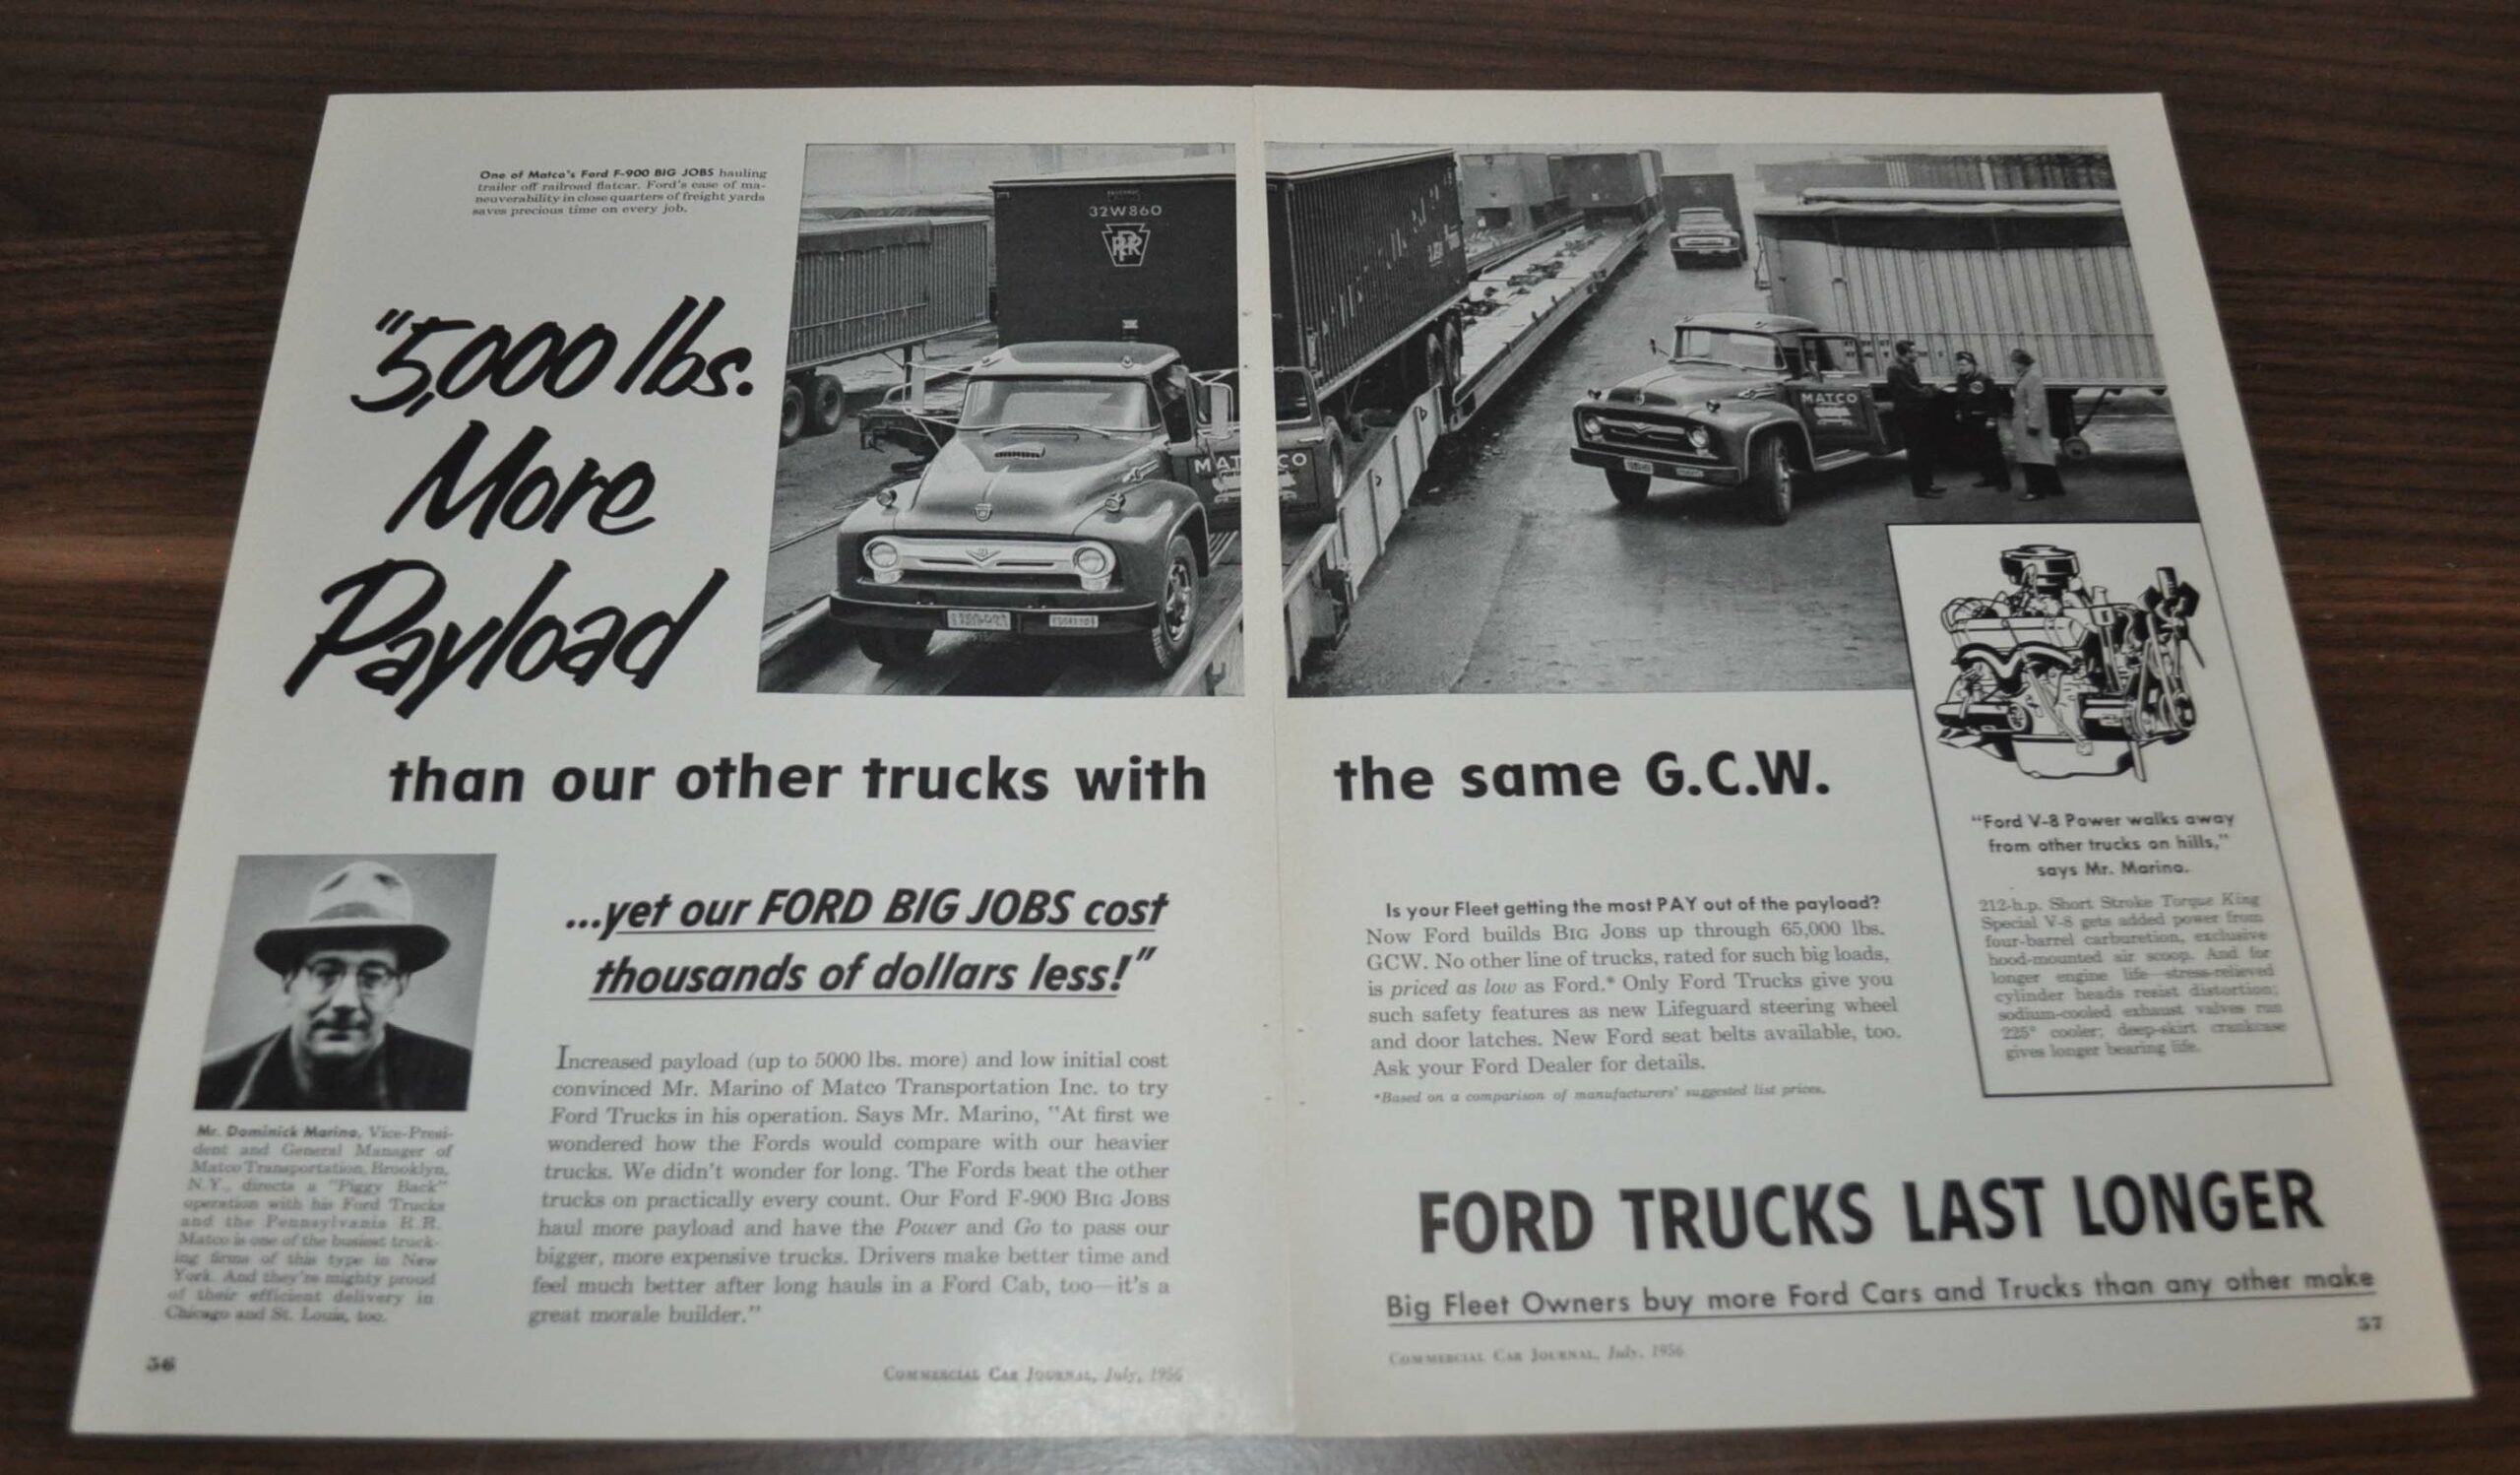 One of Matco's Ford F-900 BIG JOBS hauling
trailer off railroad flatcar. Ford's ease of ma-
neuverability in close quarters of freight yards
saves precious time on every job.
32W860
PRR
MATCO
MATCO
"5,000 lbs.
More
Payload
than our other trucks with the same G.C.W.
...yet our FORD BIG JOBS cost
thousands of dollars less!"
Mr. Dominick Marino, Vice-Presi-
dent and General Manager of
Matco Transportation, Brooklyn,
N.Y., directs a "Piggy Back"
operation with his Ford Trucks
and the Pennsylvania R.R.
Matco is one of the busiest truck-
ing firms of this type in New
York. And they're mighty proud
of their efficient delivery in
Chicago and St. Louis, too.
Increased payload (up to 5000 lbs. more) and low initial cost
convinced Mr. Marino of Matco Transportation Inc. to try
Ford Trucks in his operation. Says Mr. Marino, "At first we
wondered how the Fords would compare with our heavier
trucks. We didn't wonder for long. The Fords beat the other
trucks on practically every count. Our Ford F-900 BIG JOBS
haul more payload and have the Power and Go to pass our
bigger, more expensive trucks. Drivers make better time and
feel much better after long hauls in a Ford Cab, too—it's a
great morale builder."
56
COMMERCIAL CAR JOURNAL, July, 1956
Is your Fleet getting the most PAY out of the payload?
Now Ford builds BIG JOBS up through 65,000 lbs.
GCW. No other line of trucks, rated for such big loads,
is priced as low as Ford.* Only Ford Trucks give you
such safety features as new Lifeguard steering wheel
and door latches. New Ford seat belts available, too.
Ask your Ford Dealer for details.
*Based on a comparison of manufacturers' suggested list prices.
"Ford V-8 Power walks away
from other trucks on hills,"
says Mr. Marino.
212-h.p. Short Stroke Torque King
Special V-8 gets added power from
four-barrel carburetion, exclusive
hood-mounted air scoop. And for
longer engine life—stress-relieved
cylinder heads resist distortion;
sodium-cooled exhaust valves run
225° cooler; deep-skirt crankcase
gives longer bearing life.
FORD TRUCKS LAST LONGER
Big Fleet Owners buy more Ford Cars and Trucks than any other make
57
COMMERCIAL CAR JOURNAL, July, 1956